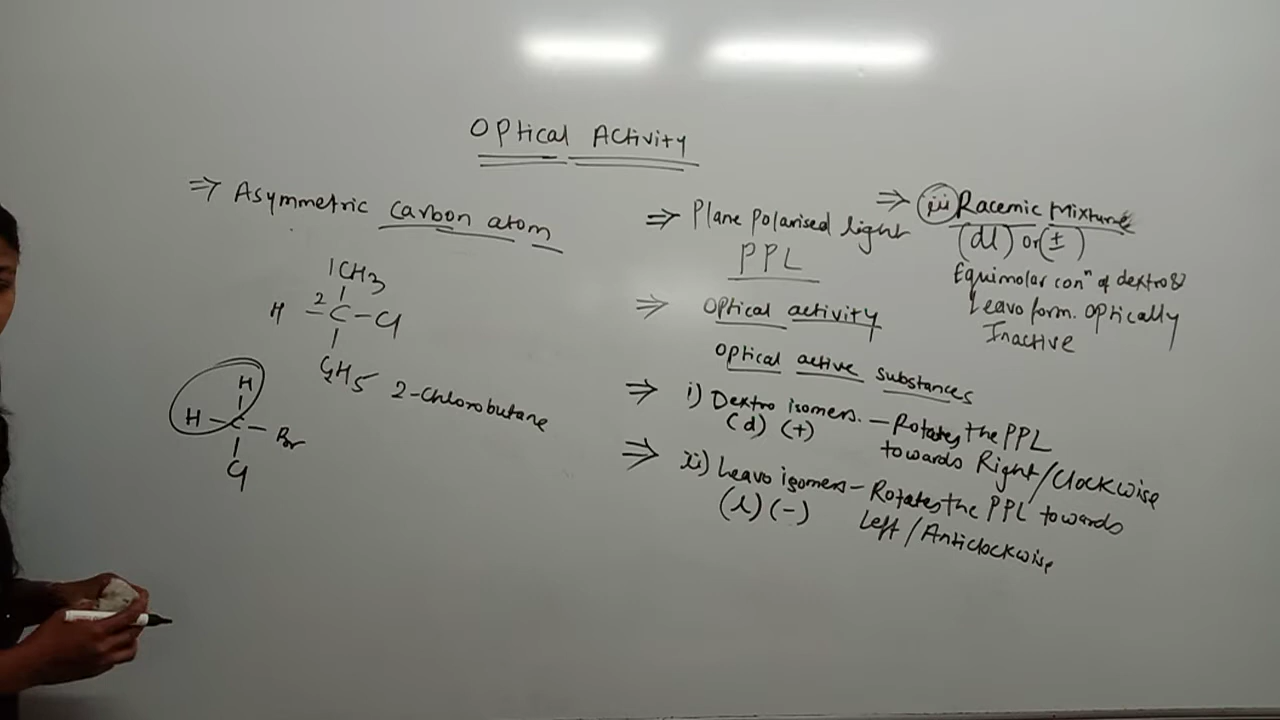 Optical Activity
⇒ Asymmetric Carbon atom
1CH3
H – 2C – Cl
C2H5 2-Chlorobutane
H
H – C – Br
Cl
⇒ Plane Polarised light
PPL
⇒ Optical activity
Optical active substances
⇒ i) Dextro isomers. – Rotates the PPL
(d) (+) towards Right/Clockwise
⇒ ii) Leavo isomers – Rotates the PPL towards
(l) (-) Left/Anticlockwise
⇒ iii Racemic Mixture
(dl) or (±)
Equimolar conⁿ of dextro &
Leavo form. Optically
Inactive